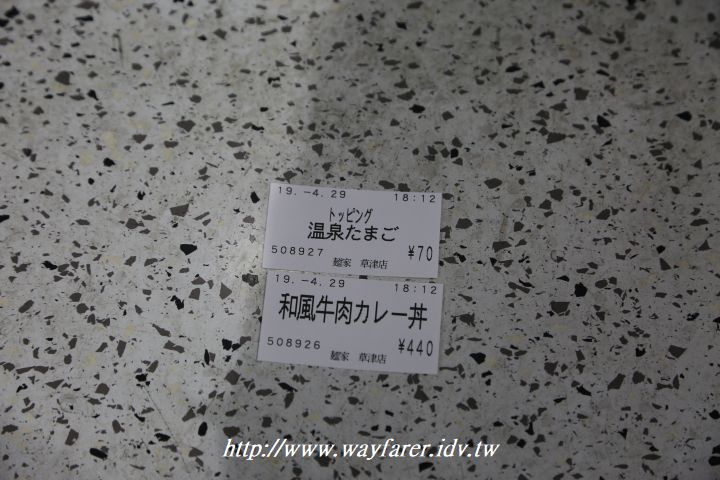 19.-4.29 18:12
トッピング
温泉たまご
508927 麺家 草津店 ¥70
19.-4.29 18:12
和風牛肉カレー丼
508926 麺家 草津店 ¥440
http://www.wayfarer.idv.tw